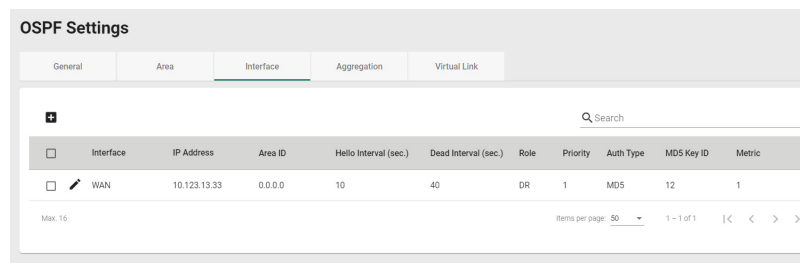 OSPF Settings
General Area Interface Aggregation Virtual Link
Search
Interface IP Address Area ID Hello Interval (sec.) Dead Interval (sec.) Role Priority Auth Type MD5 Key ID Metric
WAN 10.123.13.33 0.0.0.0 10 40 DR 1 MD5 12 1
Max. 16 Items per page: 50 1 – 1 of 1